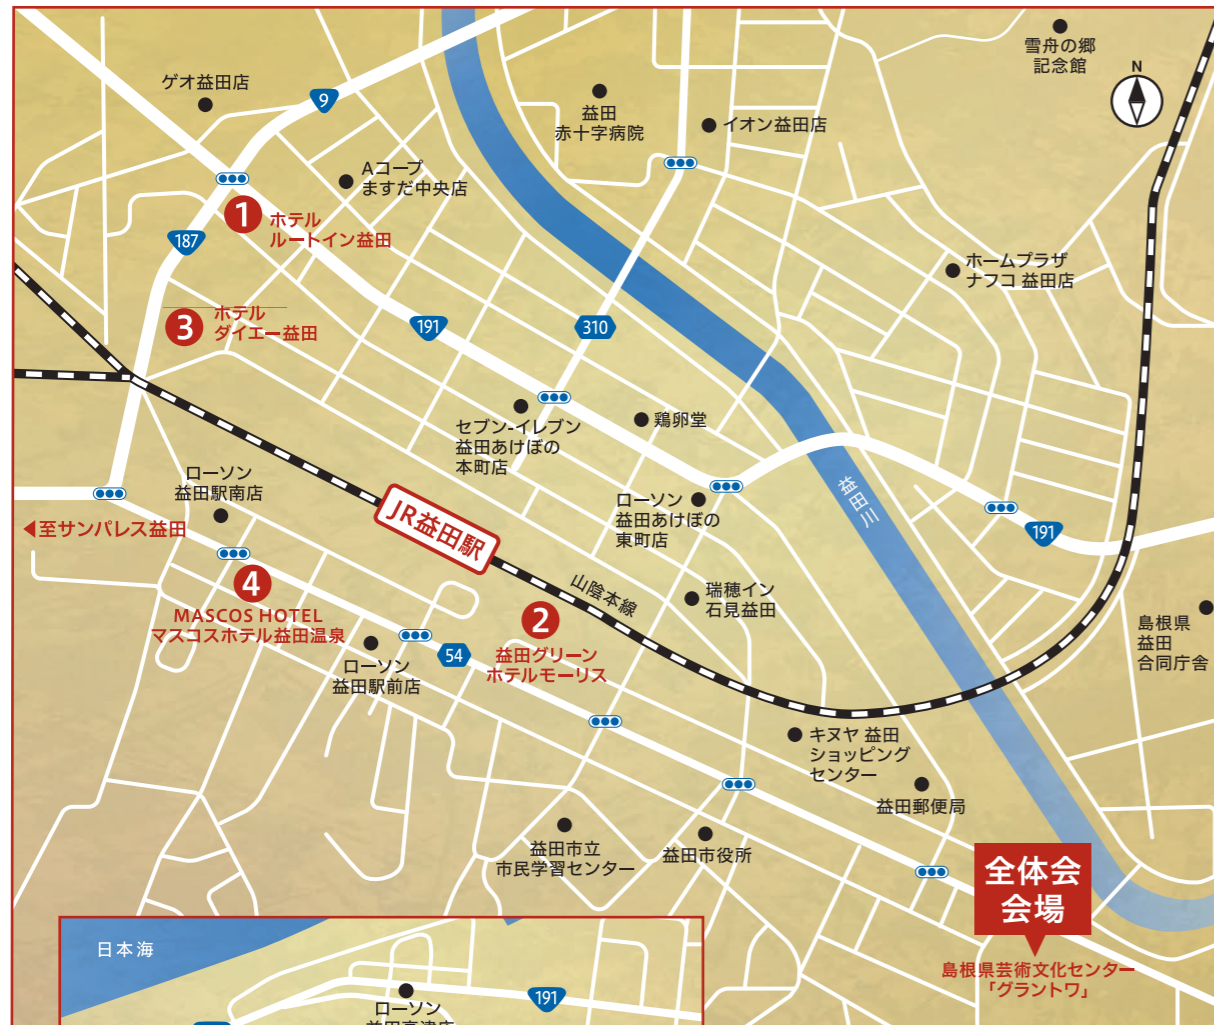 雪舟の郷
記念館
N
ゲオ益田店
9
益田
赤十字病院
イオン益田店
Aコープ
ますだ中央店
1
ホテル
ルートイン益田
187
ホームプラザ
ナフコ 益田店
3
ホテル
ダイエー益田
191
310
セブン-イレブン
益田あけぼの
本町店
鶏卵堂
ローソン
益田駅南店
ローソン
益田あけぼの
東町店
益田川
191
JR益田駅
◀至サンパレス益田
山陰本線
瑞穂イン
石見益田
4
MASCOS HOTEL
マスコスホテル益田温泉
2
益田グリーン
ホテルモーリス
島根県
益田
合同庁舎
ローソン
益田駅前店
54
キヌヤ 益田
ショッピング
センター
益田郵便局
益田市立
市民学習センター
益田市役所
全体会
会場
島根県芸術文化センター
「グラントワ」
日本海
191
ローソン
益田高津店